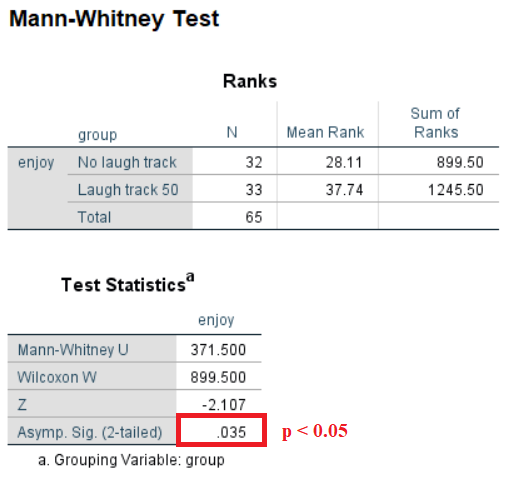 Mann-Whitney Test
Ranks
group N Mean Rank Sum of Ranks
enjoy No laugh track 32 28.11 899.50
Laugh track 50 33 37.74 1245.50
Total 65
Test Statisticsa
enjoy
Mann-Whitney U 371.500
Wilcoxon W 899.500
Z -2.107
Asymp. Sig. (2-tailed) .035 p < 0.05
a. Grouping Variable: group